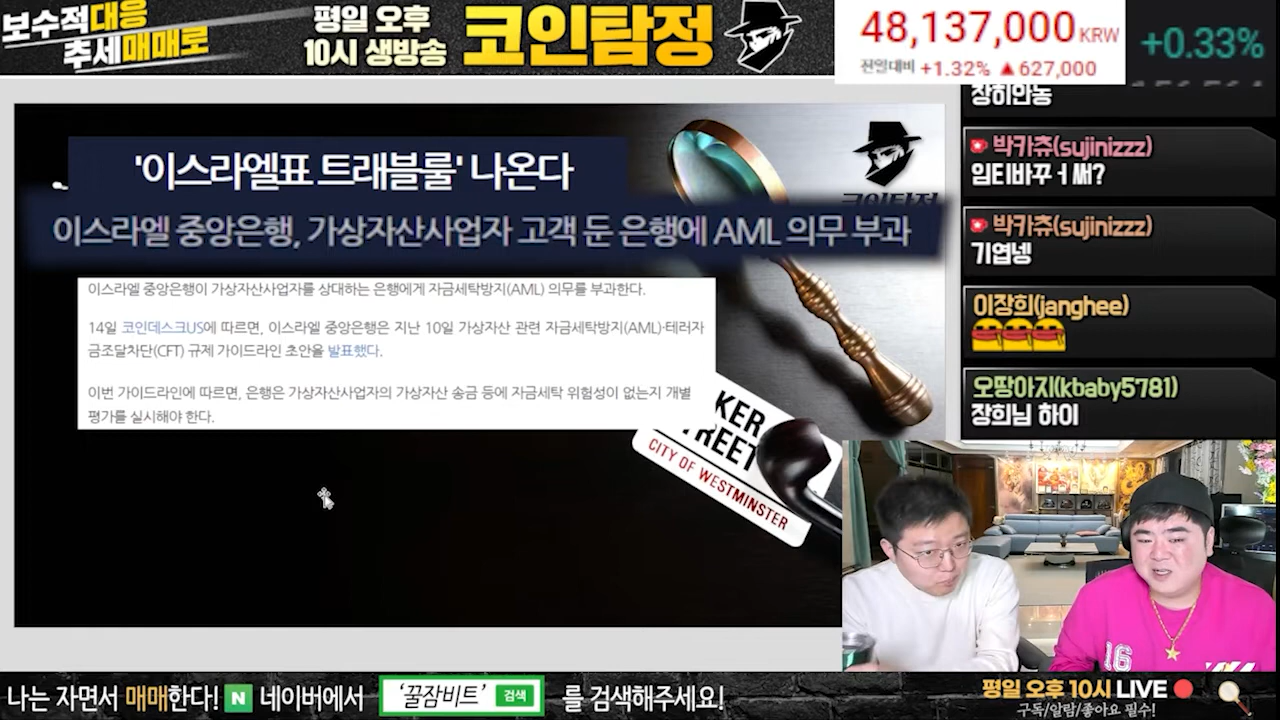 보수적대응
추세매매로
평일 오후
10시 생방송
코인탐정
48,137,000 KRW
전일대비 +1.32% ▲627,000
+0.33%
장히안농
박카츄(sujinizzz)
입티바꾸ㅓ써?
박카츄(sujinizzz)
기엽넹
이장희(janghee)
오땅아지(kbaby5781)
장희님 하이
코인탐정
'이스라엘표 트래블룰' 나온다
이스라엘 중앙은행, 가상자산사업자 고객 둔 은행에 AML 의무 부과
이스라엘 중앙은행이 가상자산사업자를 상대하는 은행에게 자금세탁방지(AML) 의무를 부과한다.
14일 코인데스크US에 따르면, 이스라엘 중앙은행은 지난 10일 가상자산 관련 자금세탁방지(AML)·테러자
금조달차단(CFT) 규제 가이드라인 초안을 발표했다.
이번 가이드라인에 따르면, 은행은 가상자산사업자의 가상자산 송금 등에 자금세탁 위험성이 없는지 개별
평가를 실시해야 한다.
KER
REET
CITY OF WESTMINSTER
16
나는 자면서 매매한다! N 네이버에서 '꿀잠비트' 검색 를 검색해주세요!
평일 오후 10시 LIVE
구독/알람/좋아요 필수!